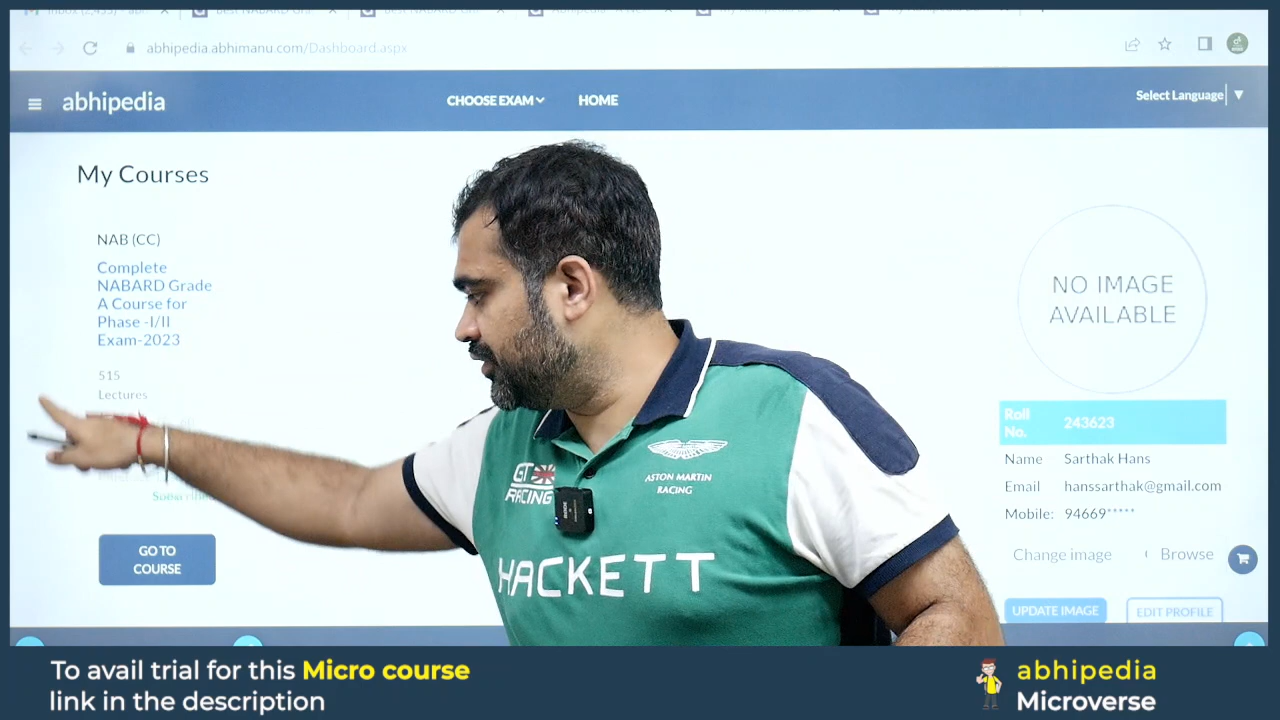 abhipedia.abhimanu.com/Dashboard.aspx
abhipedia
CHOOSE EXAM
HOME
Select Language
My Courses
NAB (CC)
Complete
NABARD Grade
A Course for
Phase -I/II
Exam-2023
515
Lectures
GO TO
COURSE
NO IMAGE
AVAILABLE
Roll
No.
243623
Name Sarthak Hans
Email hanssarthak@gmail.com
Mobile: 94669*****
Change image
Browse
UPDATE IMAGE
EDIT PROFILE
GT
RACING
ASTON MARTIN
RACING
HACKETT
To avail trial for this Micro course
link in the description
abhipedia
Microverse